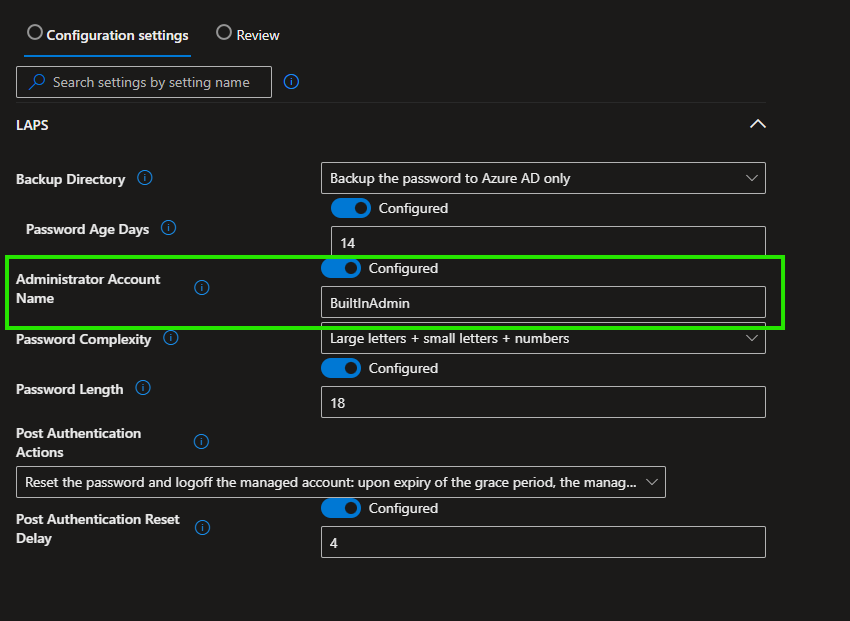 Configuration settings
Review
Search settings by setting name
LAPS
Backup Directory
Backup the password to Azure AD only
Configured
Password Age Days
14
Configured
Administrator Account
Name
BuiltInAdmin
Password Complexity
Large letters + small letters + numbers
Configured
Password Length
18
Post Authentication
Actions
Reset the password and logoff the managed account: upon expiry of the grace period, the manag...
Configured
Post Authentication Reset
Delay
4